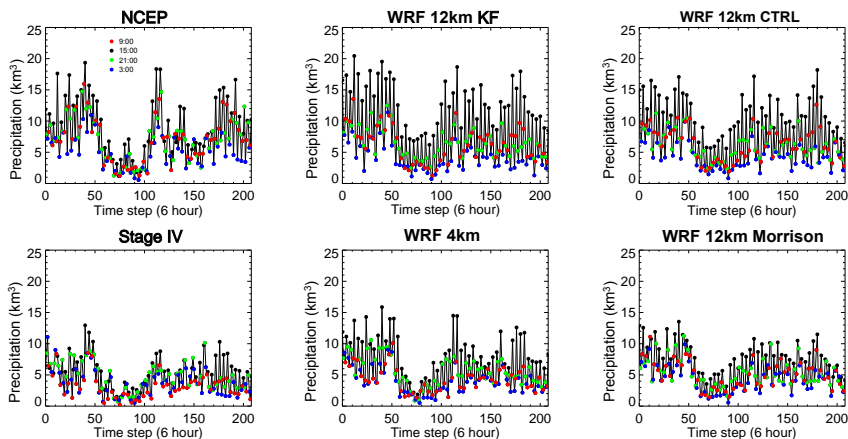 NCEP
WRF 12km KF
WRF 12km CTRL
25
20
15
10
5
0
Precipitation (km³)
9:00
15:00
21:00
3:00
0 50 100 150 200
Time step (6 hour)
25
20
15
10
5
0
Precipitation (km³)
0 50 100 150 200
Time step (6 hour)
25
20
15
10
5
0
Precipitation (km³)
0 50 100 150 200
Time step (6 hour)
Stage IV
WRF 4km
WRF 12km Morrison
25
20
15
10
5
0
Precipitation (km³)
0 50 100 150 200
Time step (6 hour)
25
20
15
10
5
0
Precipitation (km³)
0 50 100 150 200
Time step (6 hour)
25
20
15
10
5
0
Precipitation (km³)
0 50 100 150 200
Time step (6 hour)